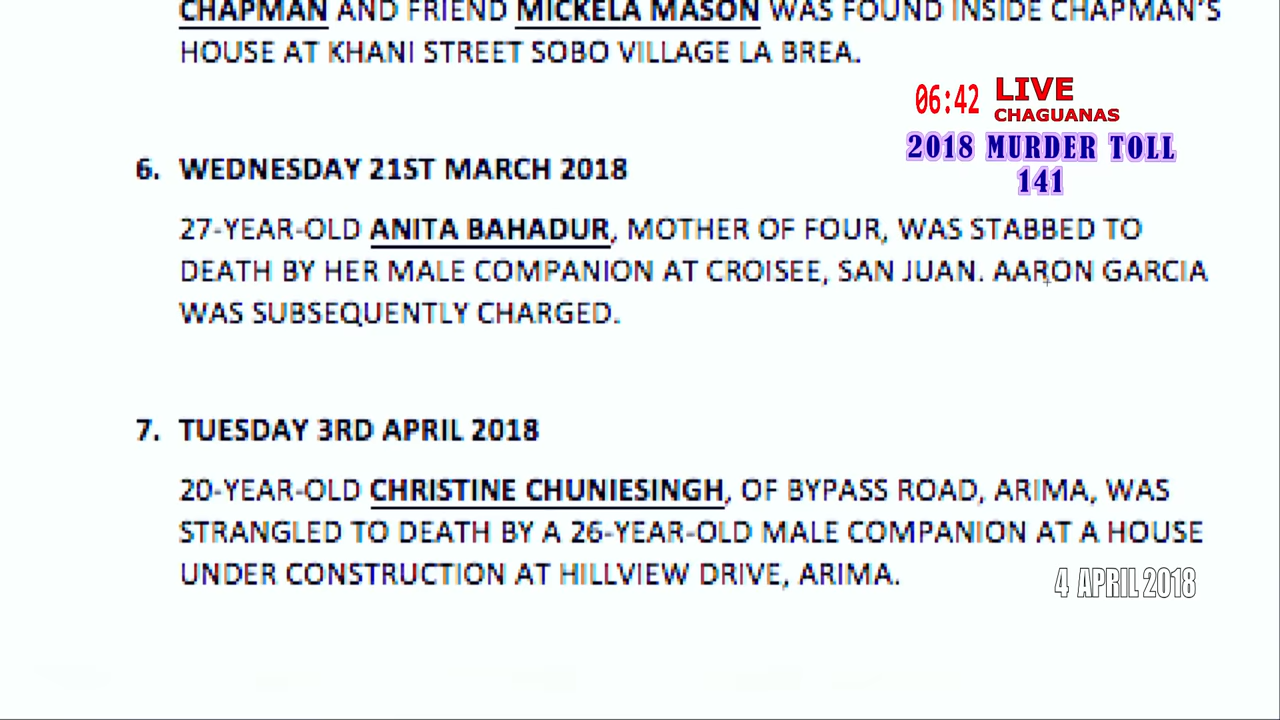 CHAPMAN AND FRIEND MICKELA MASON WAS FOUND INSIDE CHAPMAN'S
HOUSE AT KHANI STREET SOBO VILLAGE LA BREA.
06:42 LIVE
CHAGUANAS
2018 MURDER TOLL
141
6. WEDNESDAY 21ST MARCH 2018
27-YEAR-OLD ANITA BAHADUR, MOTHER OF FOUR, WAS STABBED TO
DEATH BY HER MALE COMPANION AT CROISEE, SAN JUAN. AARON GARCIA
WAS SUBSEQUENTLY CHARGED.
7. TUESDAY 3RD APRIL 2018
20-YEAR-OLD CHRISTINE CHUNIESINGH, OF BYPASS ROAD, ARIMA, WAS
STRANGLED TO DEATH BY A 26-YEAR-OLD MALE COMPANION AT A HOUSE
UNDER CONSTRUCTION AT HILLVIEW DRIVE, ARIMA.
4 APRIL 2018